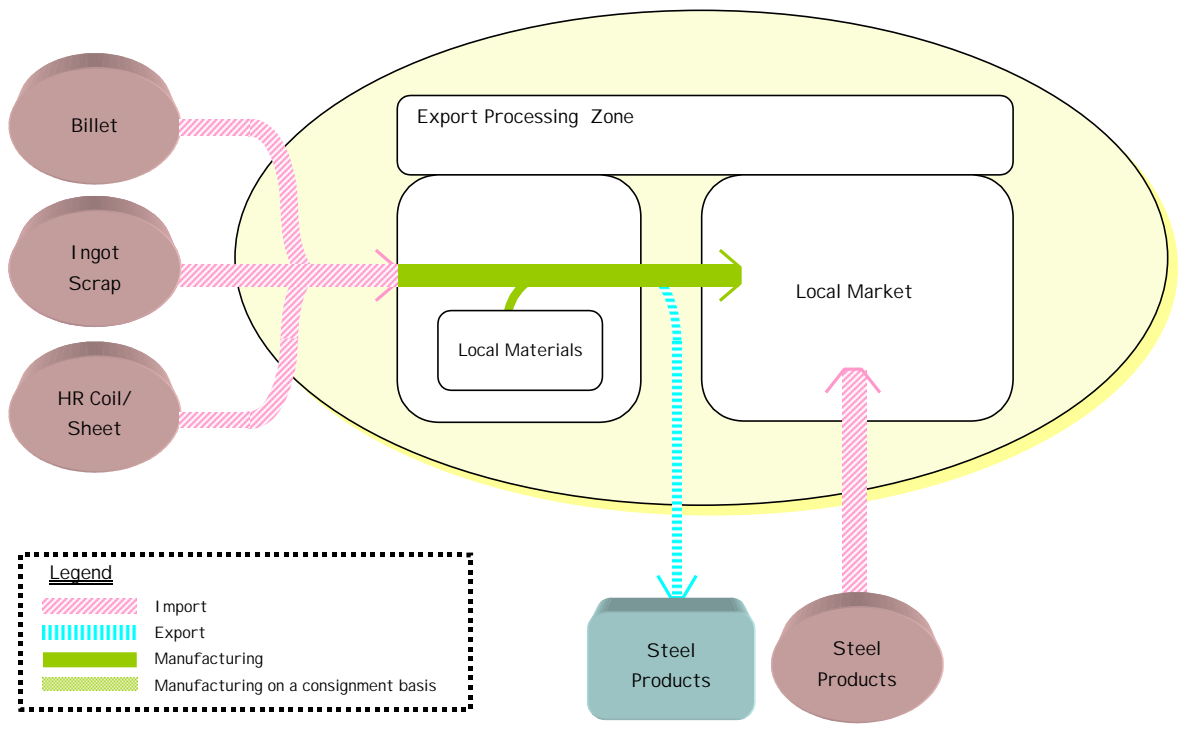 Billet
Export Processing Zone
Ingot
Scrap
Local Market
Local Materials
HR Coil/
Sheet
Legend
Import
Export
Manufacturing
Manufacturing on a consignment basis
Steel
Products
Steel
Products